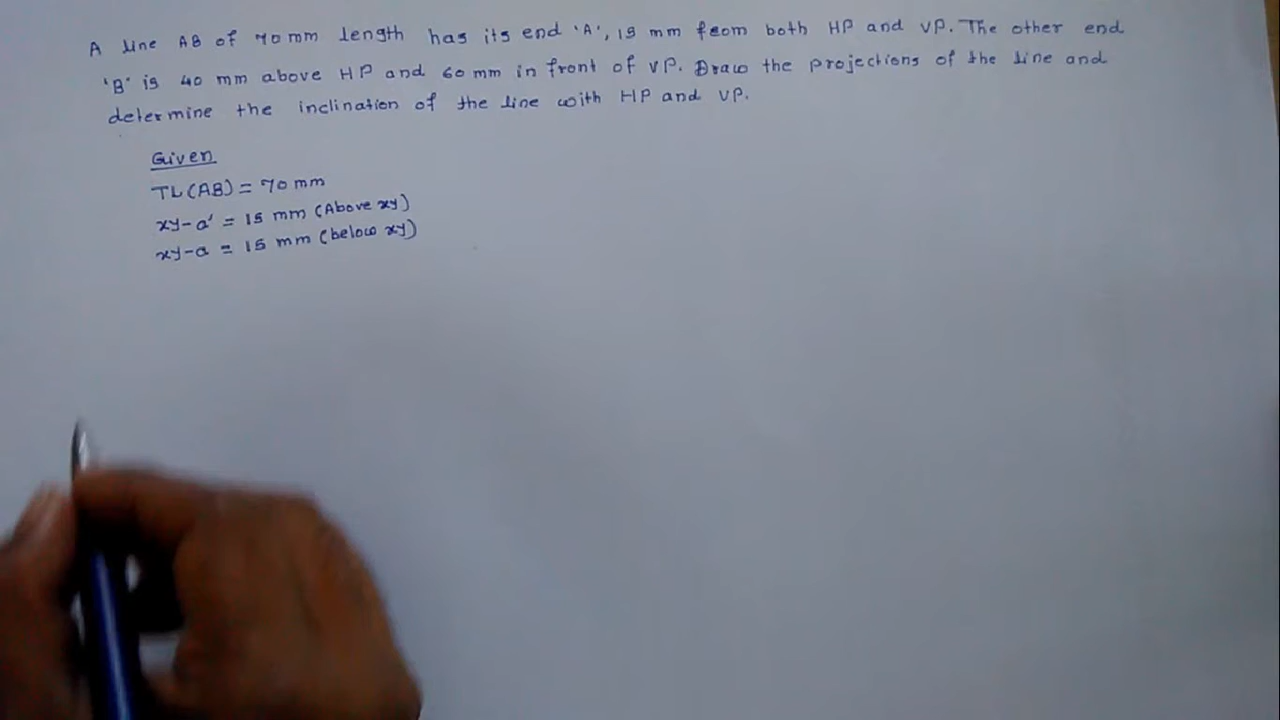 A line AB of 70 mm length has its end 'A', 15 mm from both HP and VP. The other end
'B' is 40 mm above HP and 60 mm in front of VP. Draw the projections of the line and
determine the inclination of the line with HP and VP.
Given
TL(AB) = 70 mm
xy-a' = 15 mm (Above xy)
xy-a = 15 mm (below xy)